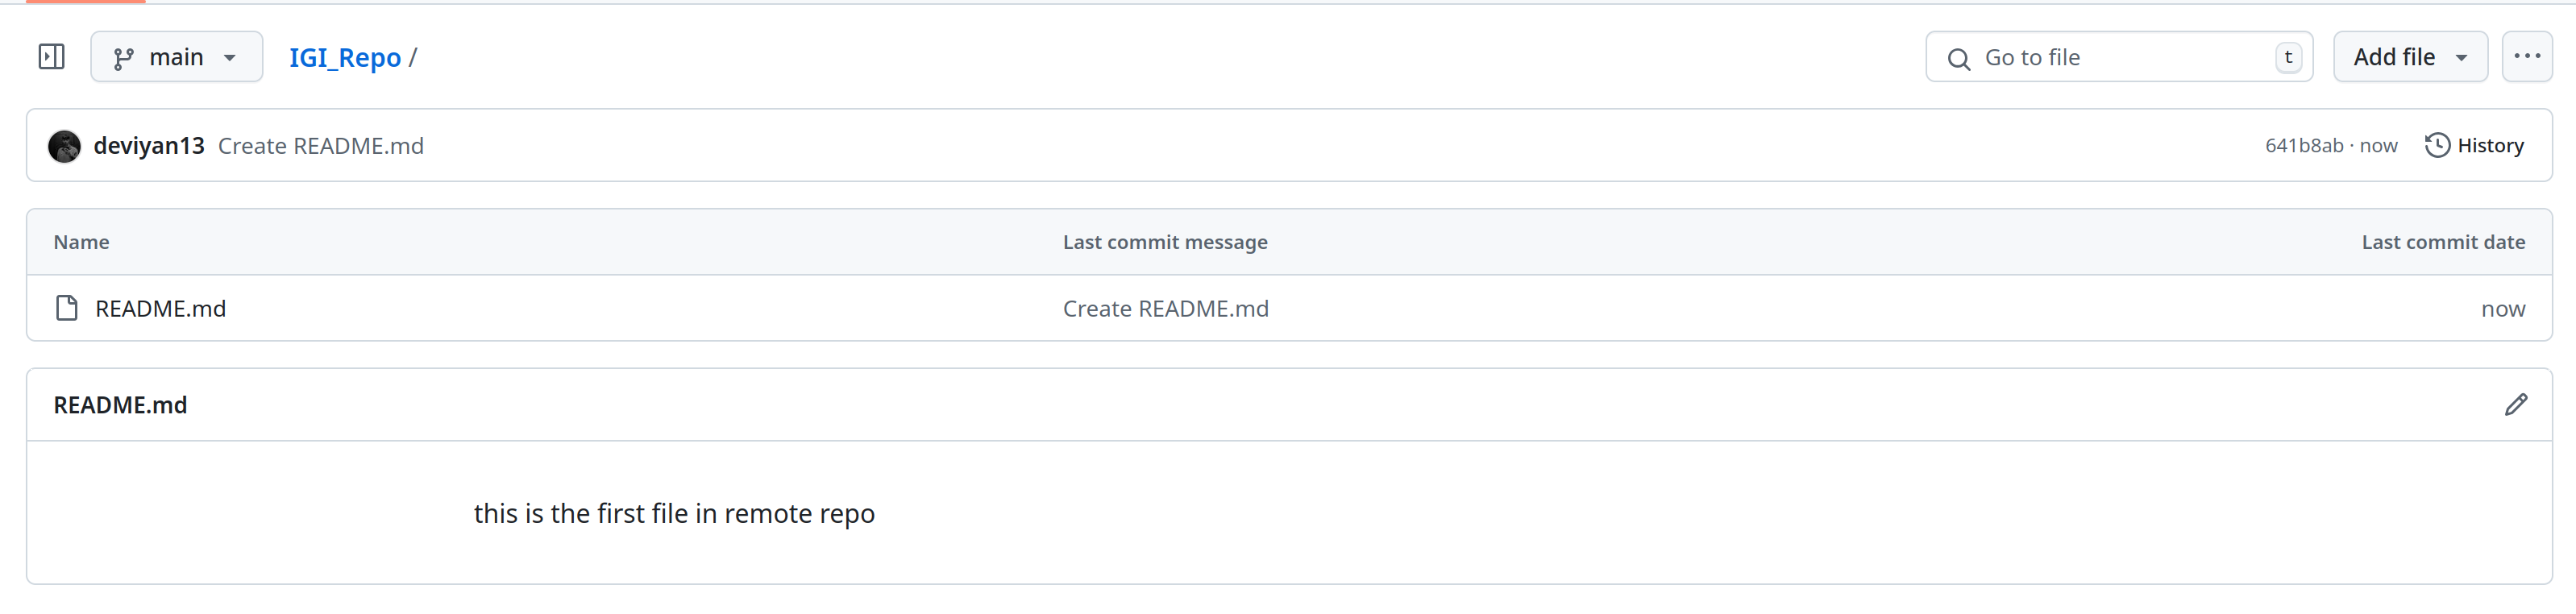 main IGI_Repo / Go to file t Add file
deviyan13 Create README.md 641b8ab · now History
Name Last commit message Last commit date
README.md Create README.md now
README.md
this is the first file in remote repo